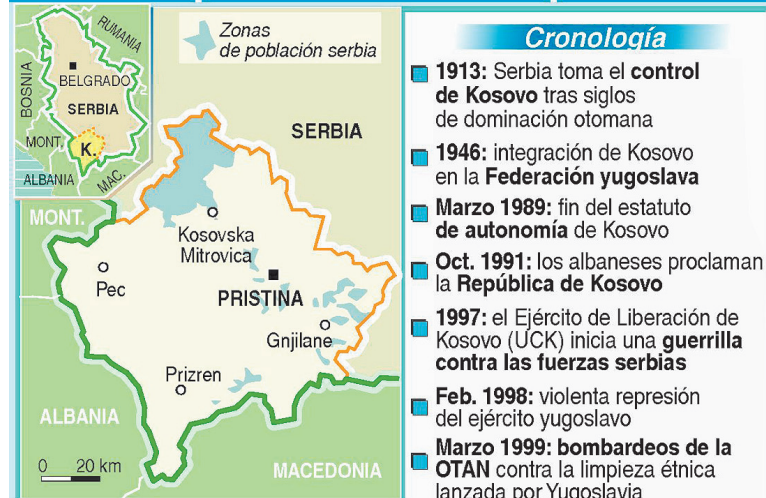 RUMANIA
BOSNIA
BELGRADO
SERBIA
MONT.
K.
ALBANIA
MAC.
Zonas
de población serbia
SERBIA
MONT.
Kosovska
Mitrovica
Pec
PRISTINA
Gnjilane
Prizren
ALBANIA
0 20 km
MACEDONIA
Cronología
1913: Serbia toma el control
de Kosovo tras siglos
de dominación otomana
1946: integración de Kosovo
en la Federación yugoslava
Marzo 1989: fin del estatuto
de autonomía de Kosovo
Oct. 1991: los albaneses proclaman
la República de Kosovo
1997: el Ejército de Liberación de
Kosovo (UCK) inicia una guerrilla
contra las fuerzas serbias
Feb. 1998: violenta represión
del ejército yugoslavo
Marzo 1999: bombardeos de la
OTAN contra la limpieza étnica
lanzada por Yugoslavia